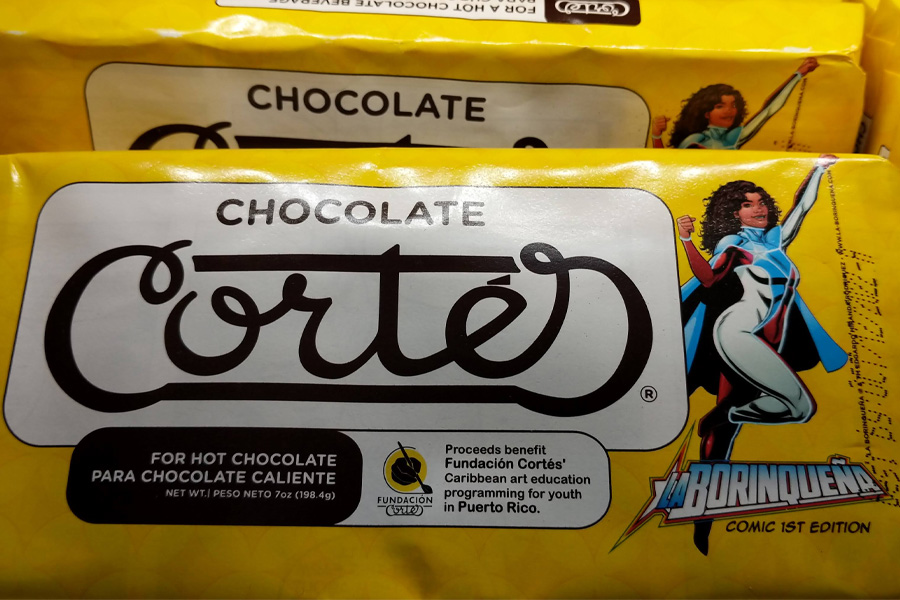 FOR A HOT CHOCOLATE BEVERAGE
Cortés
CHOCOLATE
CHOCOLATE
Cortés
®
FOR HOT CHOCOLATE
PARA CHOCOLATE CALIENTE
NET WT. | PESO NETO 7oz (198.4g)
FUNDACIÓN
Cortés
Proceeds benefit
Fundación Cortés'
Caribbean art education
programming for youth
in Puerto Rico.
LA BORINQUEÑA
COMIC 1ST EDITION